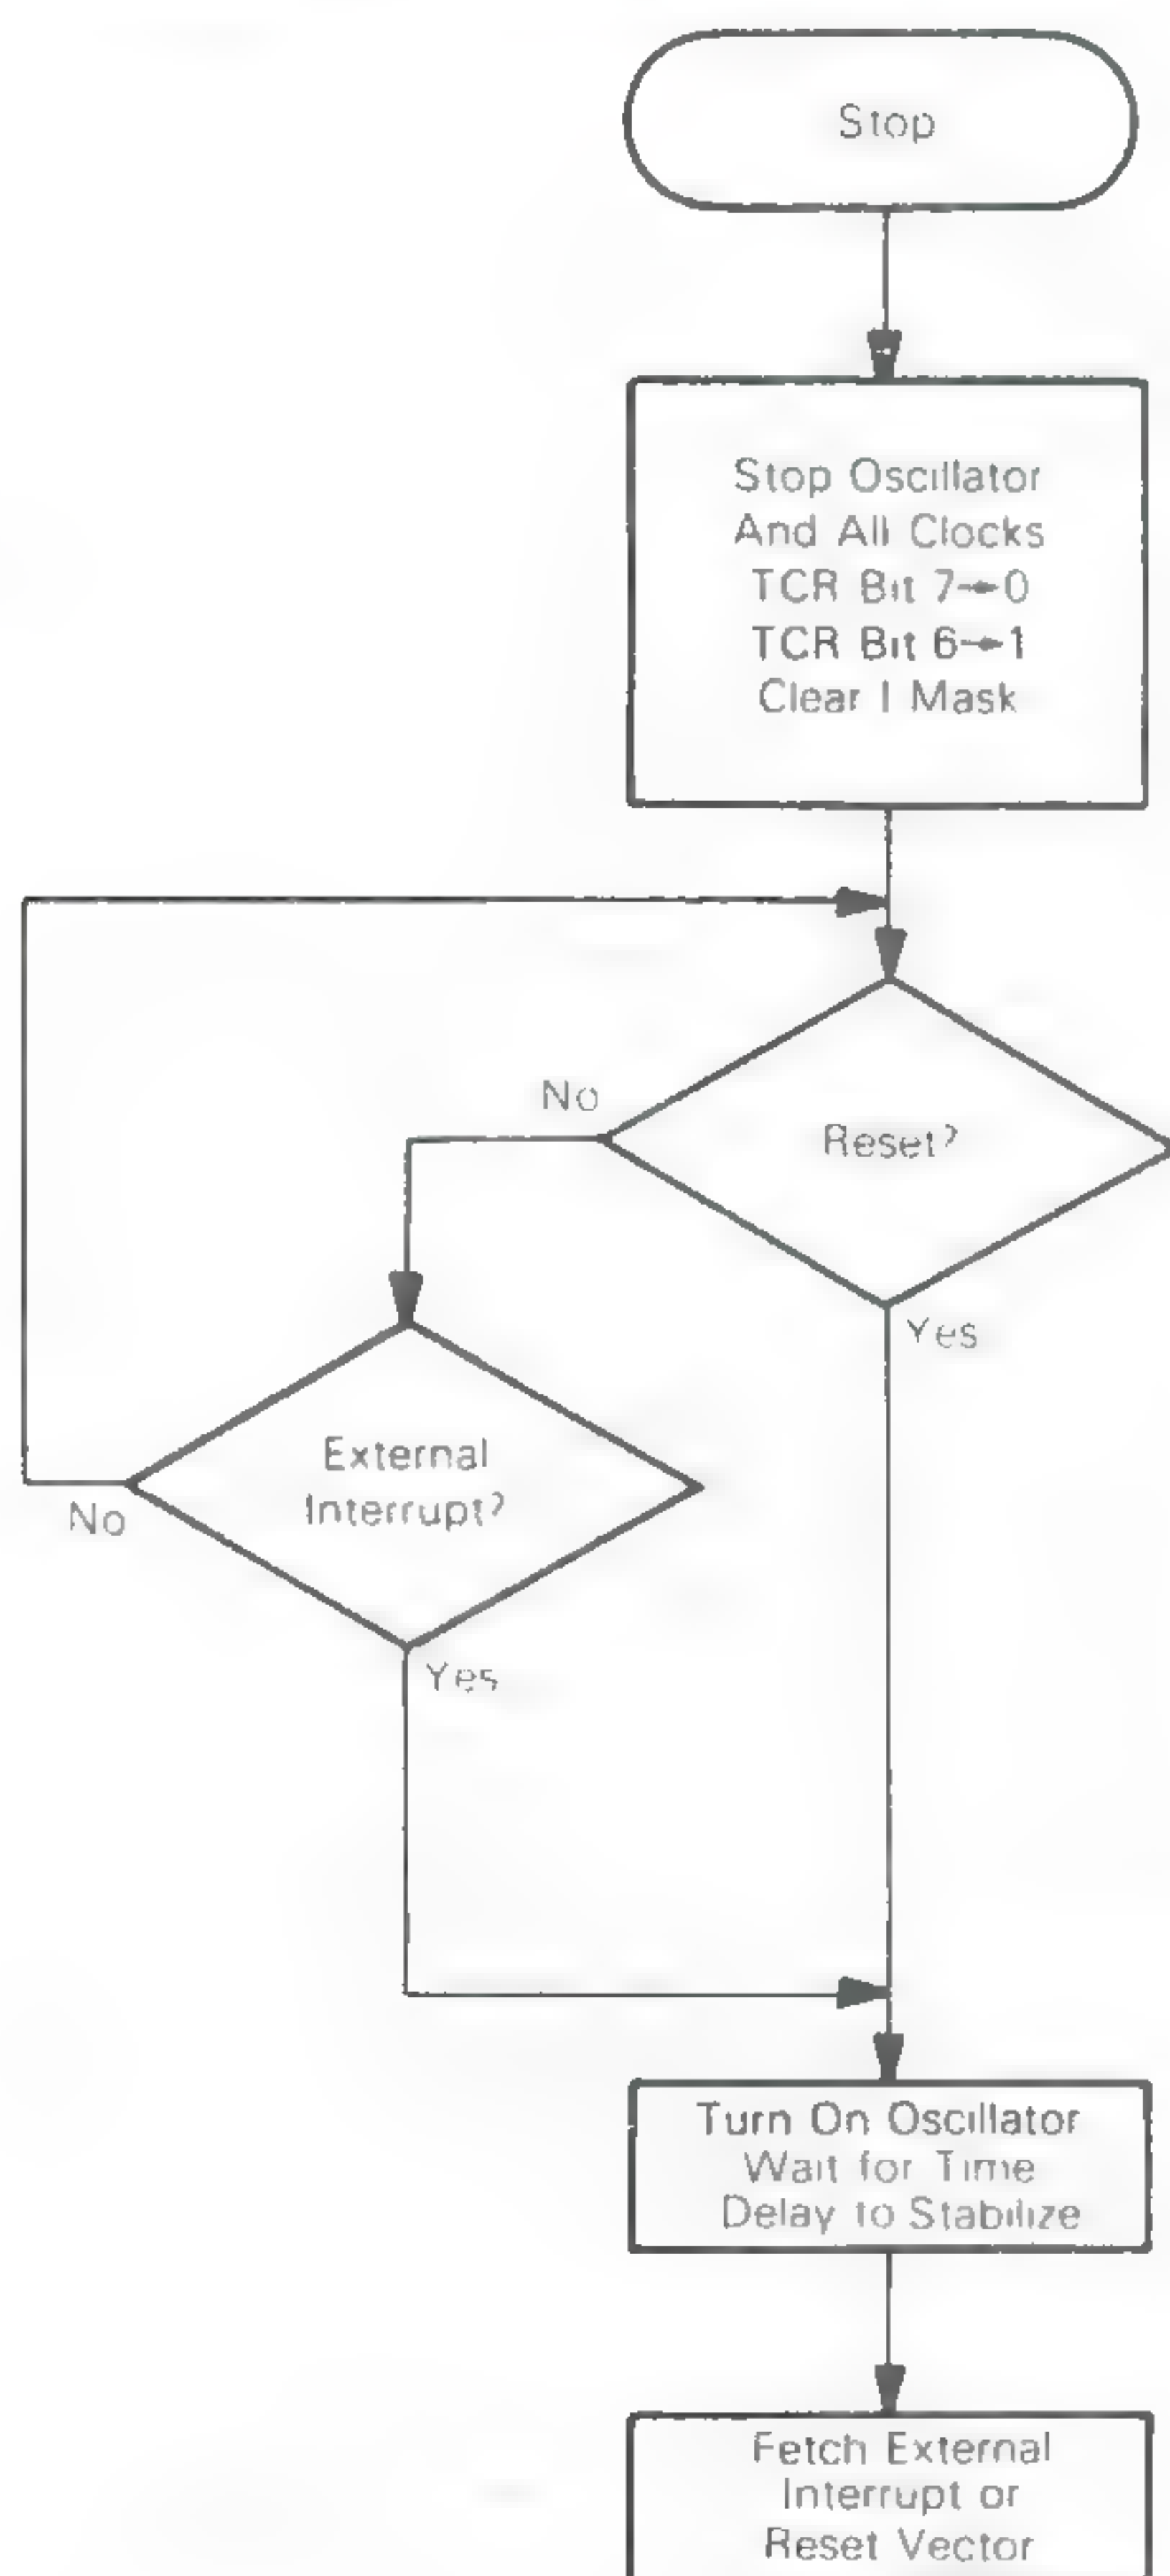 Stop
Stop Oscillator
And All Clocks
TCR Bit 7→0
TCR Bit 6→1
Clear I Mask
No
Reset?
Yes
External
Interrupt?
No
Yes
Turn On Oscillator
Wait for Time
Delay to Stabilize
Fetch External
Interrupt or
Reset Vector